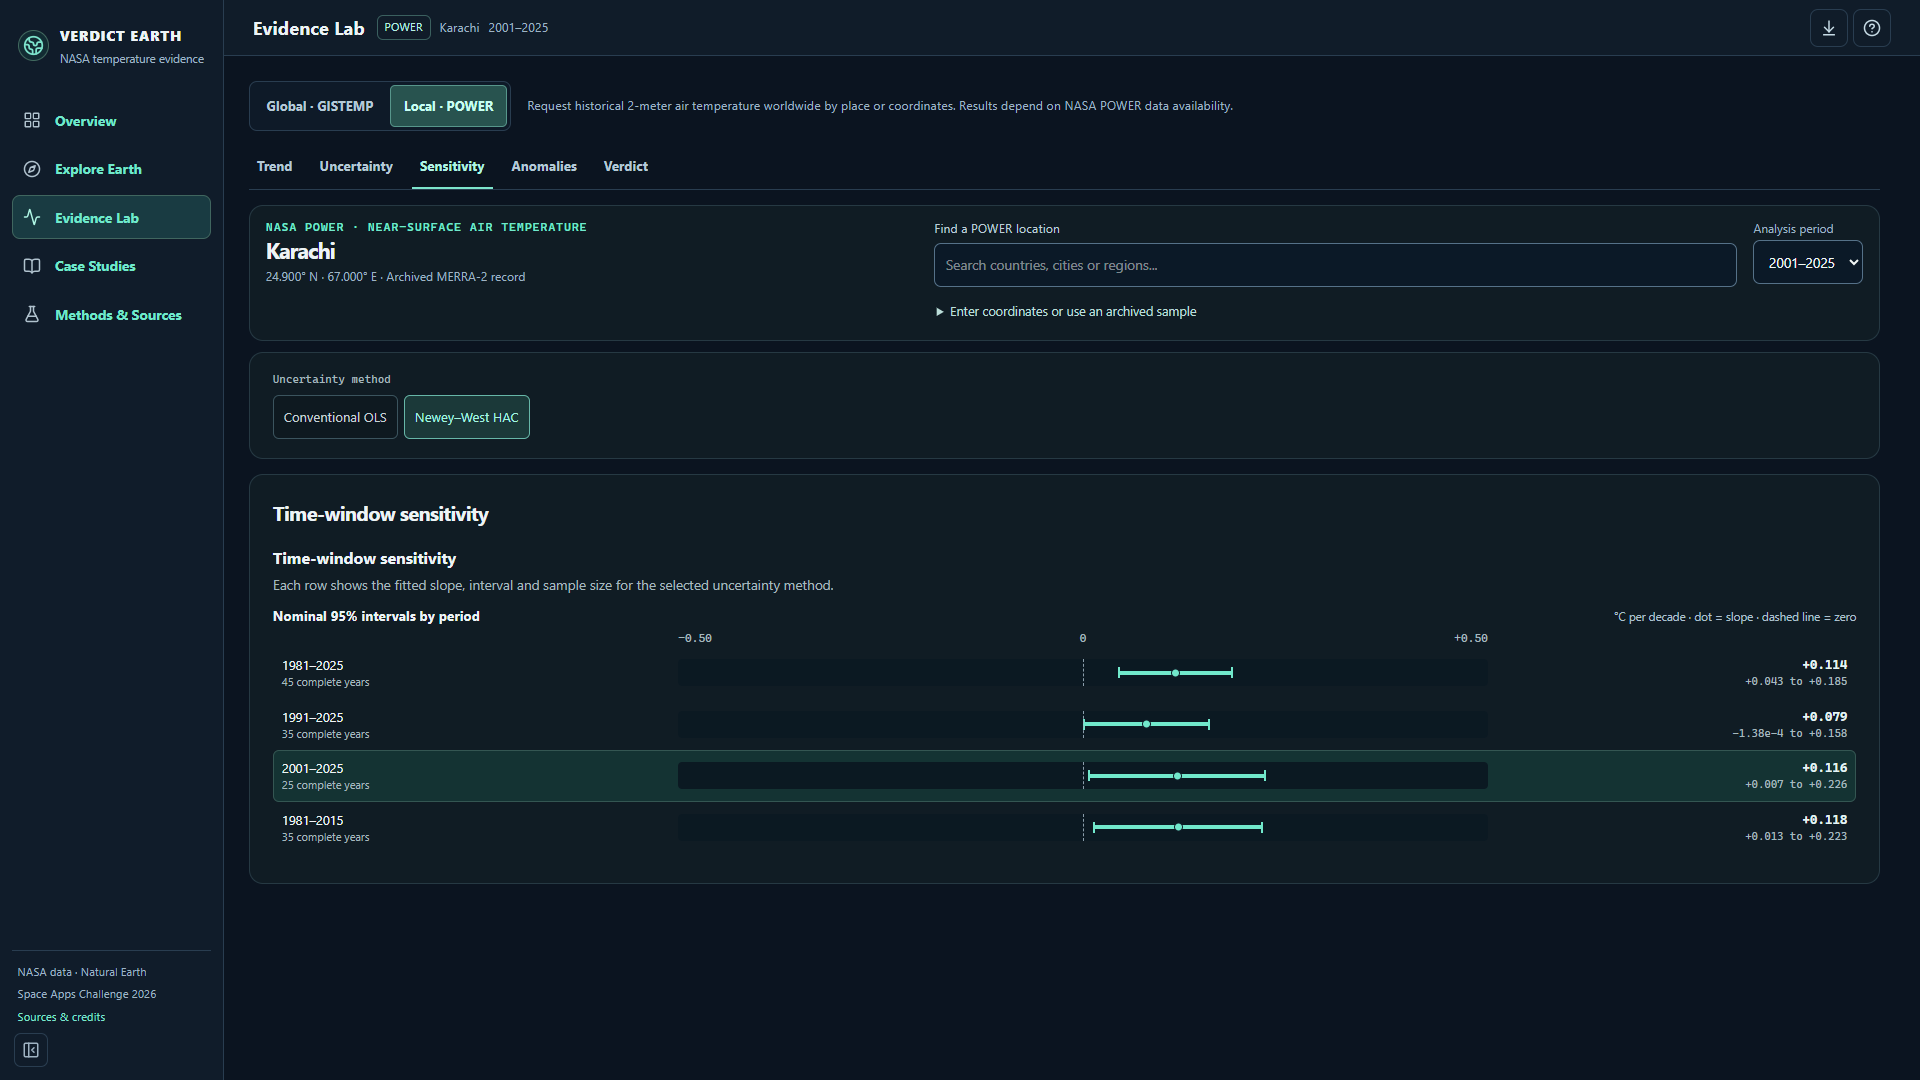 VERDICT EARTH
NASA temperature evidence
Overview
Explore Earth
Evidence Lab
Case Studies
Methods & Sources
NASA data · Natural Earth
Space Apps Challenge 2026
Sources & credits
Evidence Lab POWER Karachi 2001–2025
Global · GISTEMP Local · POWER Request historical 2-meter air temperature worldwide by place or coordinates. Results depend on NASA POWER data availability.
Trend Uncertainty Sensitivity Anomalies Verdict
NASA POWER · NEAR-SURFACE AIR TEMPERATURE
Karachi
24.900° N · 67.000° E · Archived MERRA-2 record
Find a POWER location
Search countries, cities or regions...
Enter coordinates or use an archived sample
Analysis period
2001–2025
Uncertainty method
Conventional OLS Newey–West HAC
Time-window sensitivity
Time-window sensitivity
Each row shows the fitted slope, interval and sample size for the selected uncertainty method.
Nominal 95% intervals by period °C per decade · dot = slope · dashed line = zero
−0.50 0 +0.50
1981–2025 +0.114
45 complete years +0.043 to +0.185
1991–2025 +0.079
35 complete years −1.38e−4 to +0.158
2001–2025 +0.116
25 complete years +0.007 to +0.226
1981–2015 +0.118
35 complete years +0.013 to +0.223